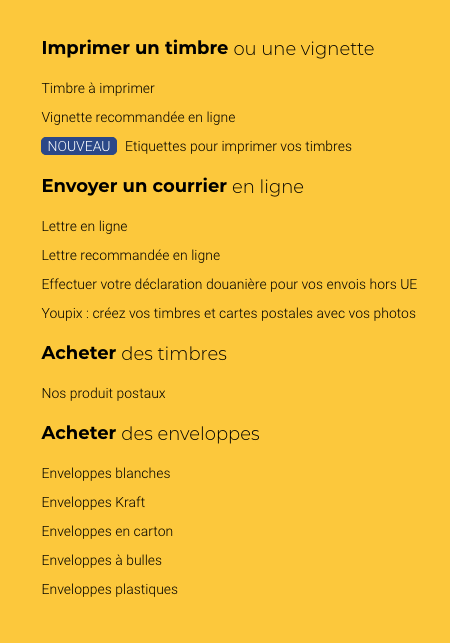 Imprimer un timbre ou une vignette
Timbre à imprimer
Vignette recommandée en ligne
NOUVEAU Etiquettes pour imprimer vos timbres
Envoyer un courrier en ligne
Lettre en ligne
Lettre recommandée en ligne
Effectuer votre déclaration douanière pour vos envois hors UE
Youpix : créez vos timbres et cartes postales avec vos photos
Acheter des timbres
Nos produit postaux
Acheter des enveloppes
Enveloppes blanches
Enveloppes Kraft
Enveloppes en carton
Enveloppes à bulles
Enveloppes plastiques